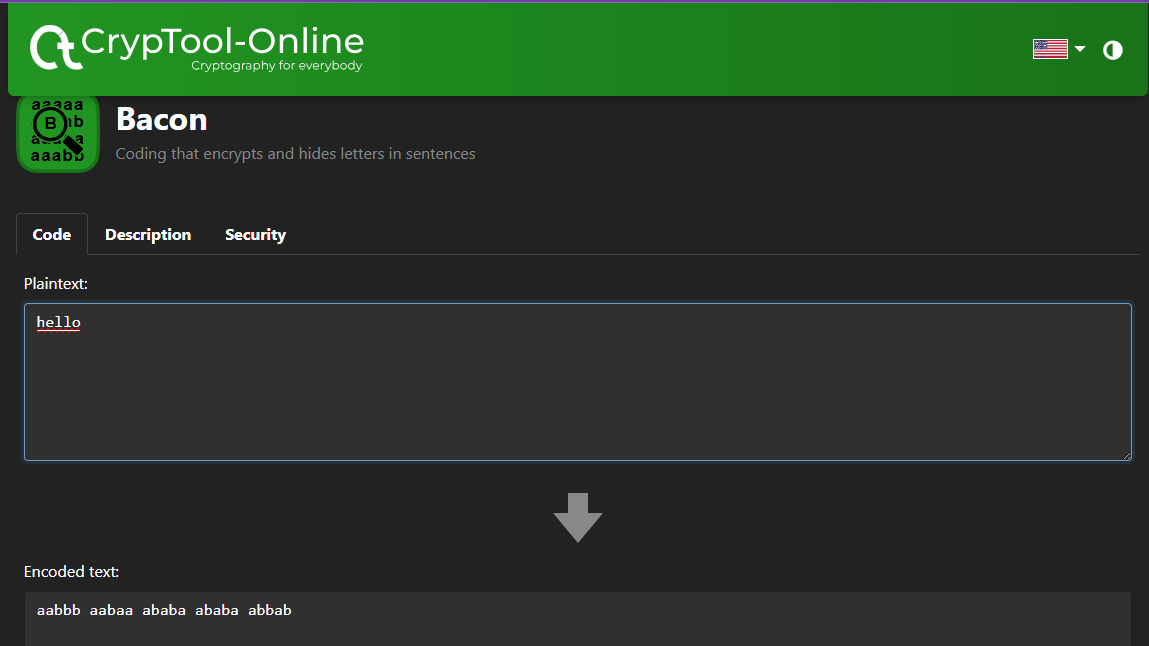 CrypTool-Online
Cryptography for everybody
Bacon
Coding that encrypts and hides letters in sentences
Code Description Security
Plaintext:
hello
Encoded text:
aabbb aabaa ababa ababa abbab